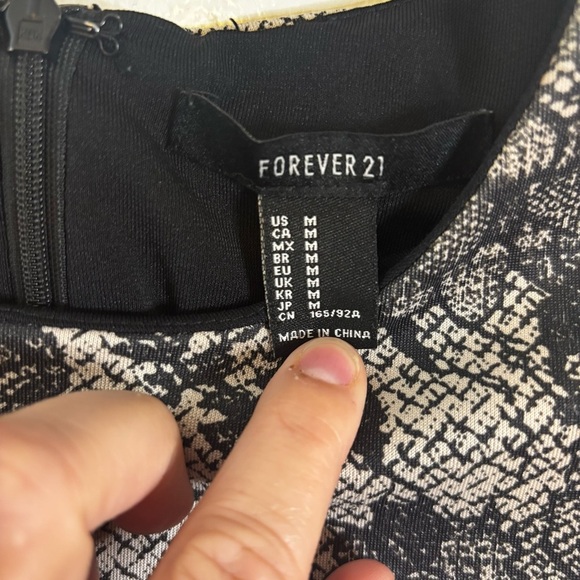 FOREVER 21
US M
CA M
MX M
BR M
EU M
UK M
KR M
JP M
CN 165/92A
MADE IN CHINA